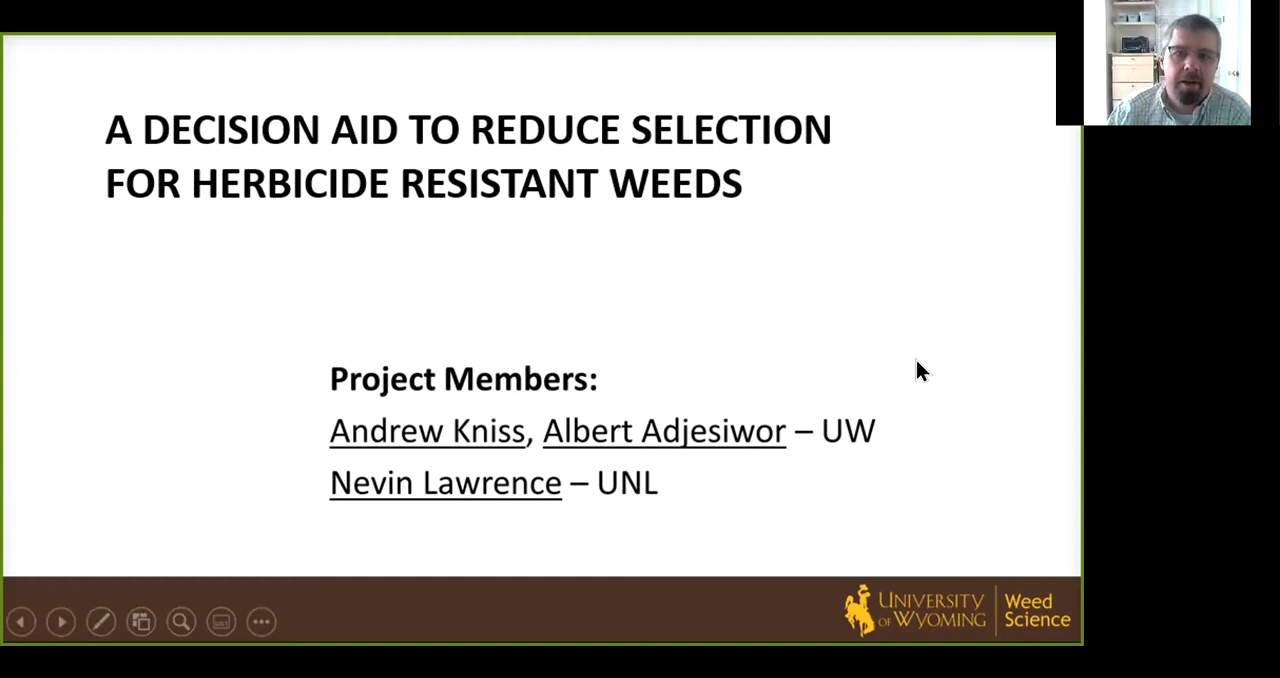 A DECISION AID TO REDUCE SELECTION
FOR HERBICIDE RESISTANT WEEDS
Project Members:
Andrew Kniss, Albert Adjesiwor – UW
Nevin Lawrence – UNL
UNIVERSITY
OF WYOMING
Weed
Science